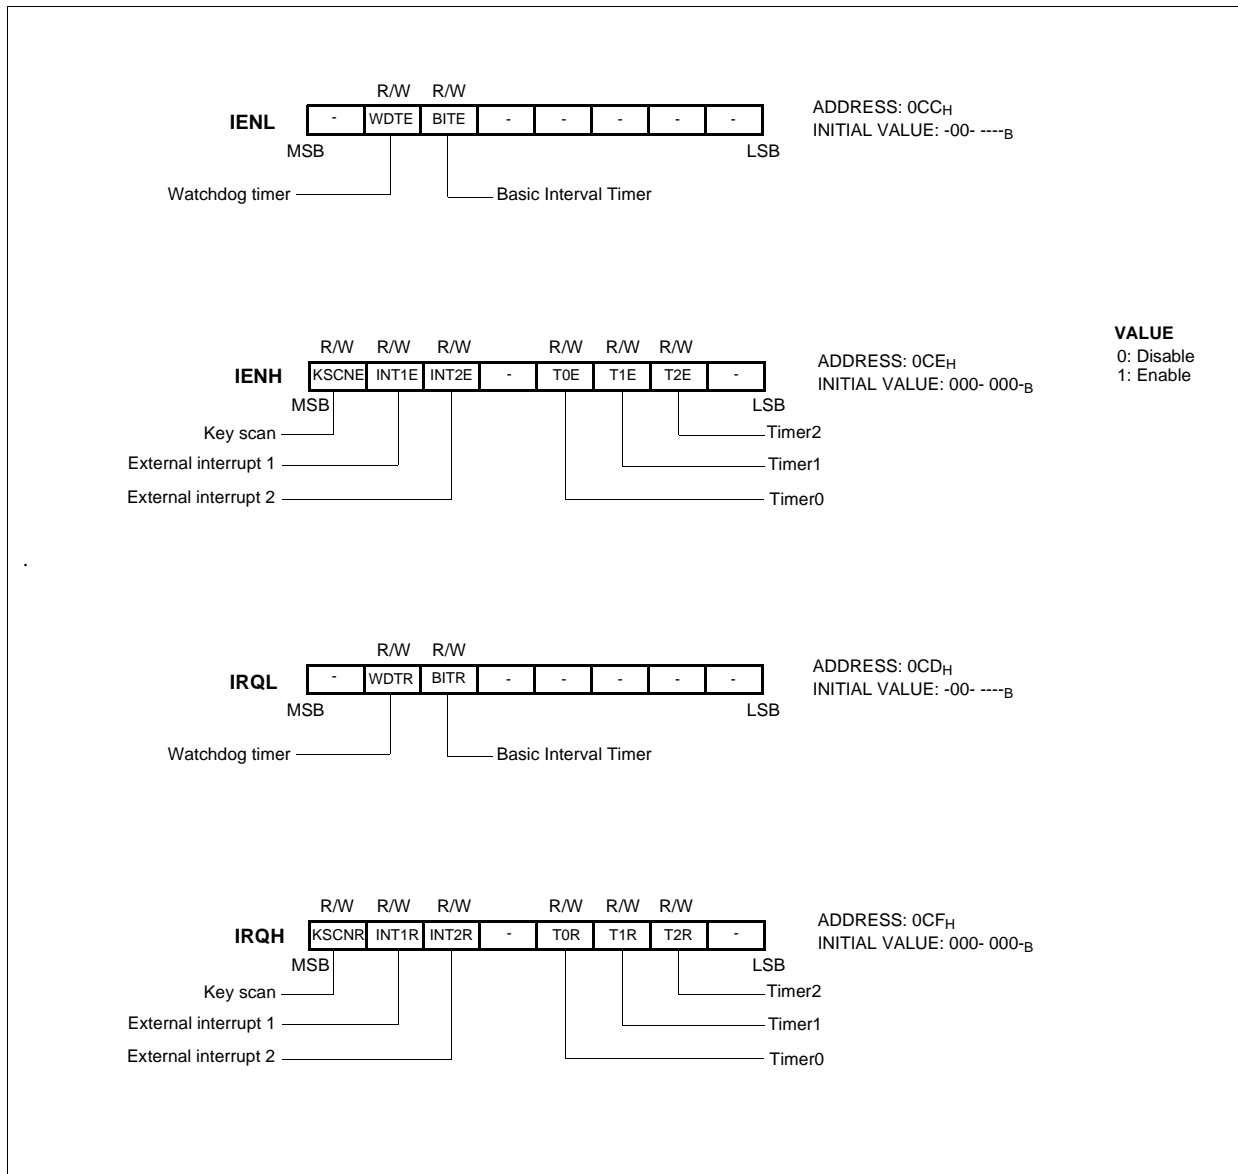 R/W R/W
IENL - WDTE BITE - - - - - ADDRESS: 0CCH
INITIAL VALUE: -00- ----B
MSB LSB
Watchdog timer Basic Interval Timer
R/W R/W R/W R/W R/W R/W
IENH KSCNE INT1E INT2E - T0E T1E T2E - ADDRESS: 0CEH
INITIAL VALUE: 000- 000-B
VALUE
0: Disable
1: Enable
MSB LSB
Key scan Timer2
External interrupt 1 Timer1
External interrupt 2 Timer0
.
R/W R/W
IRQL - WDTR BITR - - - - - ADDRESS: 0CDH
INITIAL VALUE: -00- ----B
MSB LSB
Watchdog timer Basic Interval Timer
R/W R/W R/W R/W R/W R/W
IRQH KSCNR INT1R INT2R - T0R T1R T2R - ADDRESS: 0CFH
INITIAL VALUE: 000- 000-B
MSB LSB
Key scan Timer2
External interrupt 1 Timer1
External interrupt 2 Timer0